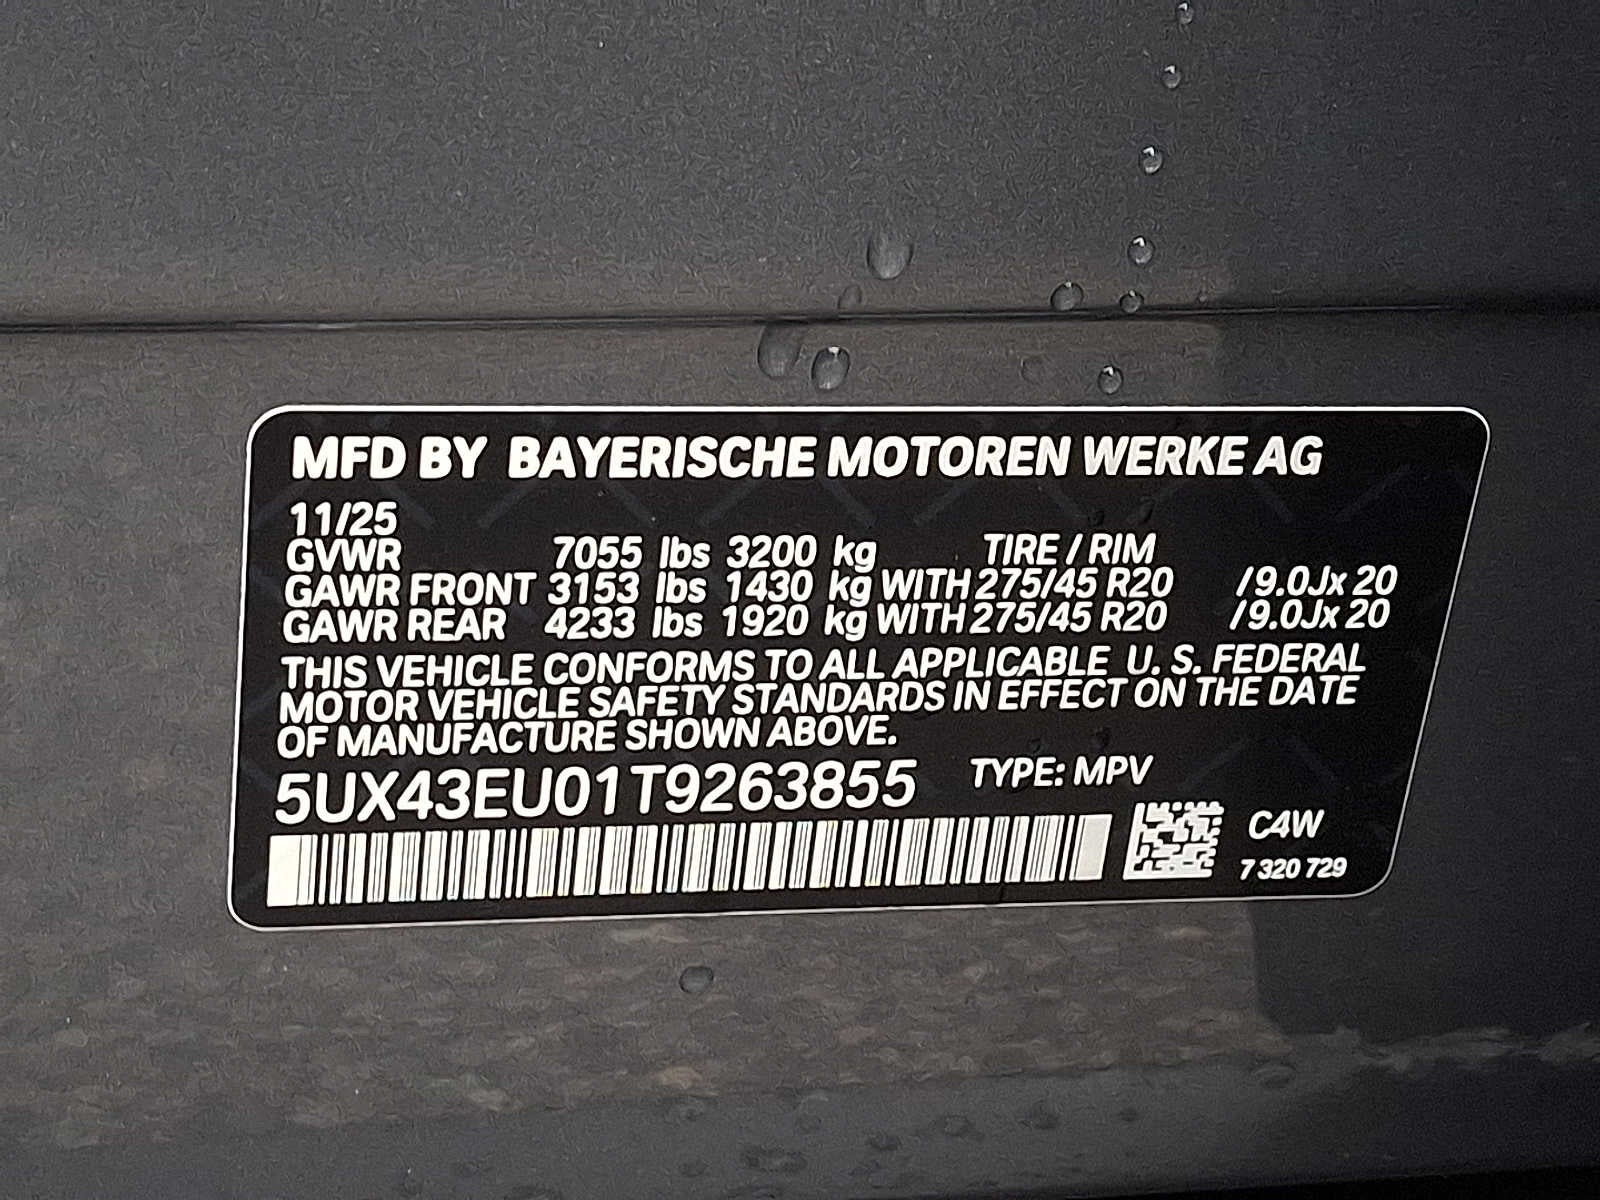 MFD BY BAYERISCHE MOTOREN WERKE AG
11/25
GVWR 7055 lbs 3200 kg TIRE / RIM
GAWR FRONT 3153 lbs 1430 kg WITH 275/45 R20 /9.0Jx 20
GAWR REAR 4233 lbs 1920 kg WITH 275/45 R20 /9.0Jx 20
THIS VEHICLE CONFORMS TO ALL APPLICABLE U. S. FEDERAL
MOTOR VEHICLE SAFETY STANDARDS IN EFFECT ON THE DATE
OF MANUFACTURE SHOWN ABOVE.
5UX43EU01T9263855 TYPE: MPV
C4W
7 320 729